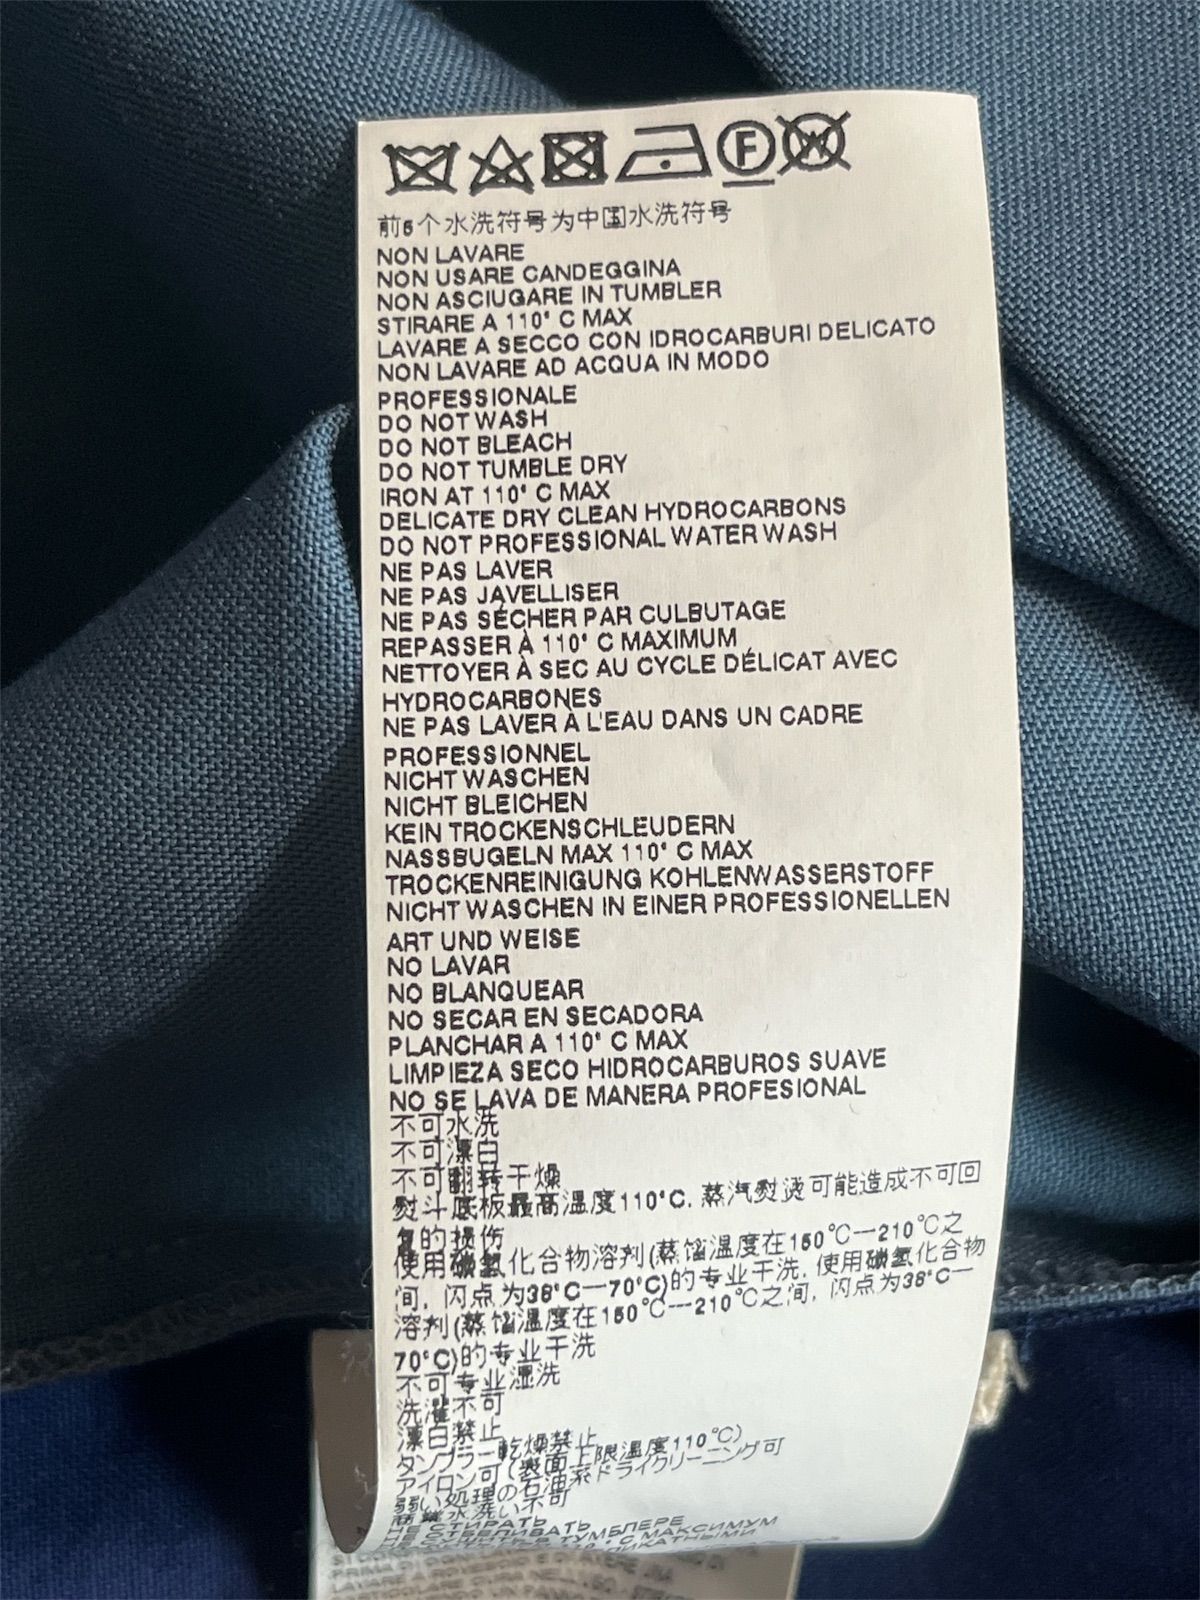 F W
前5个水洗符号为中国水洗符号
NON LAVARE
NON USARE CANDEGGINA
NON ASCIUGARE IN TUMBLER
STIRARE A 110° C MAX
LAVARE A SECCO CON IDROCARBURI DELICATO
NON LAVARE AD ACQUA IN MODO
PROFESSIONALE
DO NOT WASH
DO NOT BLEACH
DO NOT TUMBLE DRY
IRON AT 110° C MAX
DELICATE DRY CLEAN HYDROCARBONS
DO NOT PROFESSIONAL WATER WASH
NE PAS LAVER
NE PAS JAVELLISER
NE PAS SÉCHER PAR CULBUTAGE
REPASSER À 110° C MAXIMUM
NETTOYER À SEC AU CYCLE DÉLICAT AVEC
HYDROCARBONES
NE PAS LAVER À L'EAU DANS UN CADRE
PROFESSIONNEL
NICHT WASCHEN
NICHT BLEICHEN
KEIN TROCKENSCHLEUDERN
NASSBUGELN MAX 110° C MAX
TROCKENREINIGUNG KOHLENWASSERSTOFF
NICHT WASCHEN IN EINER PROFESSIONELLEN
ART UND WEISE
NO LAVAR
NO BLANQUEAR
NO SECAR EN SECADORA
PLANCHAR A 110° C MAX
LIMPIEZA SECO HIDROCARBUROS SUAVE
NO SE LAVA DE MANERA PROFESIONAL
不可水洗
不可漂白
不可翻转干燥
熨斗底板最高温度110°C. 蒸汽熨烫可能造成不可回
复的损伤
使用碳氢化合物溶剂(蒸馏温度在150°C—210°C之
间, 闪点为38°C—70°C)的专业干洗. 使用碳氢化合物
溶剂(蒸馏温度在150°C—210°C之间, 闪点为38°C—
70°C)的专业干洗
不可专业湿洗
洗濯不可
漂白禁止
タンブラー乾燥禁止
アイロン可(表面上限温度110°C)
弱い処理の石油系ドライクリーニング可
商業水洗い不可
НЕ СТИРАТЬ
НЕ ОТБЕЛИВАТЬ
ТУМБЛЕРЕ
110 ° С МАКСИМУМ